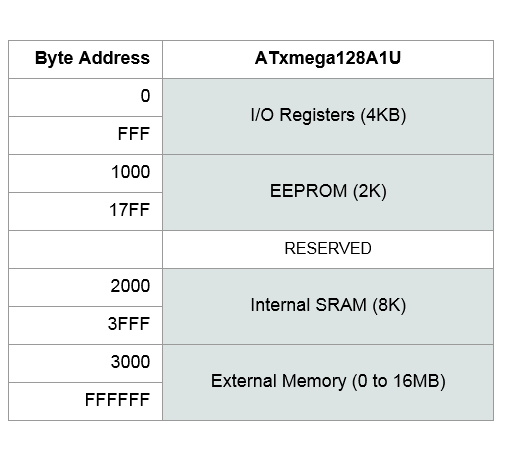 Byte Address ATxmega128A1U
0
I/O Registers (4KB)
FFF
1000
EEPROM (2K)
17FF
RESERVED
2000
Internal SRAM (8K)
3FFF
3000
External Memory (0 to 16MB)
FFFFFF